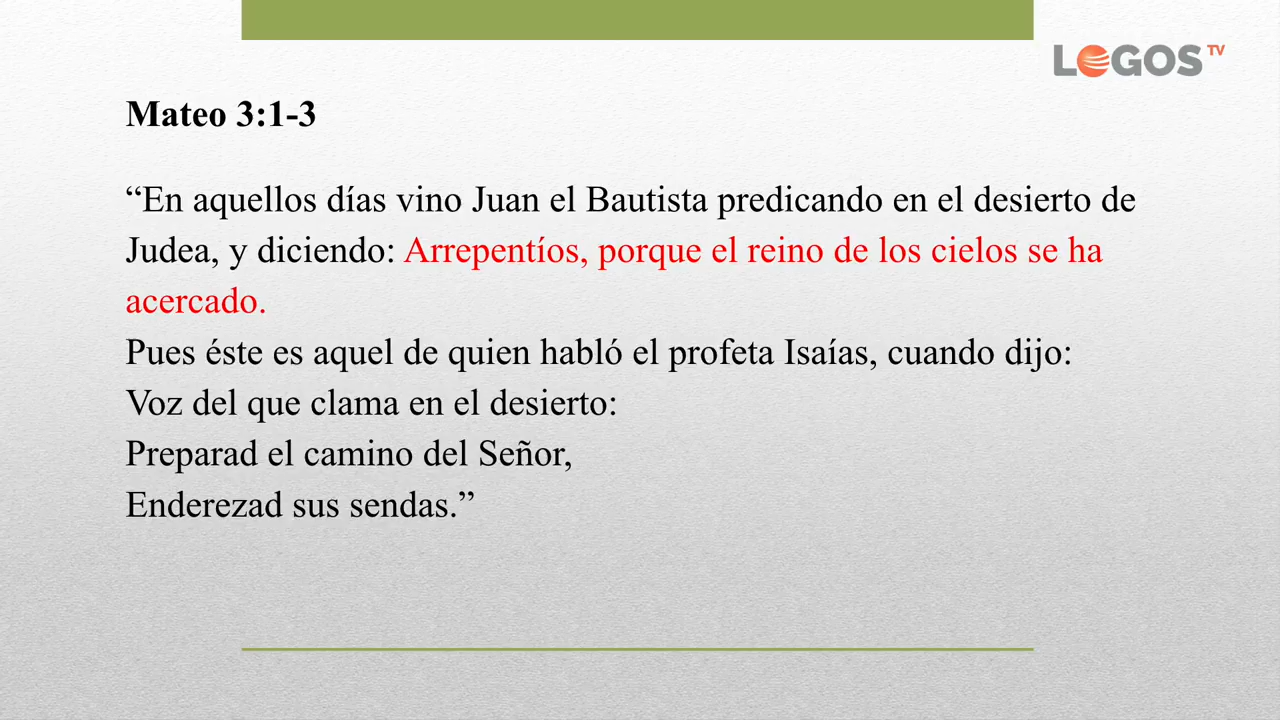 LOGOS TV
Mateo 3:1-3
“En aquellos días vino Juan el Bautista predicando en el desierto de
Judea, y diciendo: Arrepentíos, porque el reino de los cielos se ha
acercado.
Pues éste es aquel de quien habló el profeta Isaías, cuando dijo:
Voz del que clama en el desierto:
Preparad el camino del Señor,
Enderezad sus sendas.”